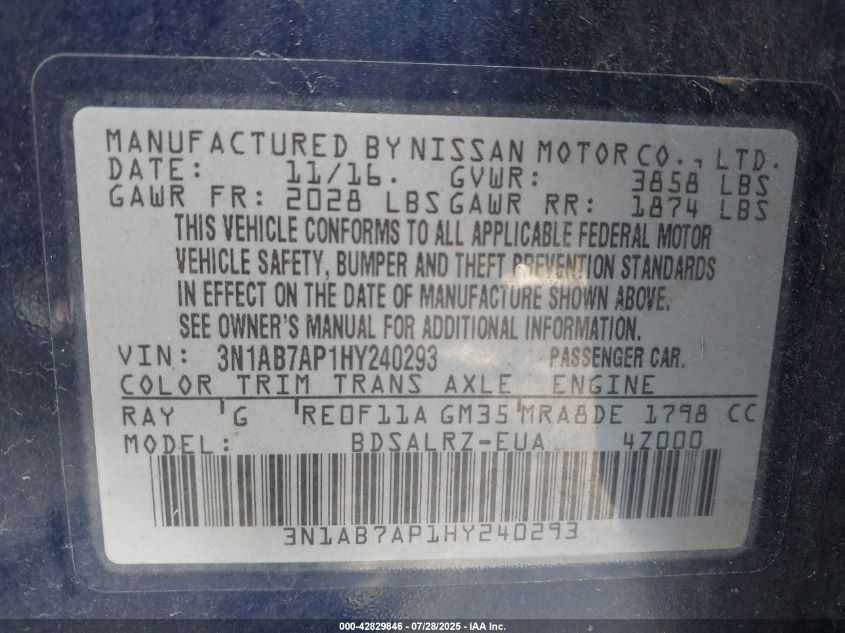 MANUFACTURED BY NISSAN MOTOR CO., LTD.
DATE: 11/16. GVWR: 3858 LBS
GAWR FR: 2028 LBS GAWR RR: 1874 LBS
THIS VEHICLE CONFORMS TO ALL APPLICABLE FEDERAL MOTOR
VEHICLE SAFETY, BUMPER AND THEFT PREVENTION STANDARDS
IN EFFECT ON THE DATE OF MANUFACTURE SHOWN ABOVE.
SEE OWNER'S MANUAL FOR ADDITIONAL INFORMATION.
VIN: 3N1AB7AP1HY240293 PASSENGER CAR.
COLOR TRIM TRANS AXLE ENGINE
RAY G RE0F11A GM35 MRA8DE 1798 CC
MODEL: BDSALRZ-EUA 4Z000
3N1AB7AP1HY240293
000-42829846 | 07/28/2025 - IAA Inc.